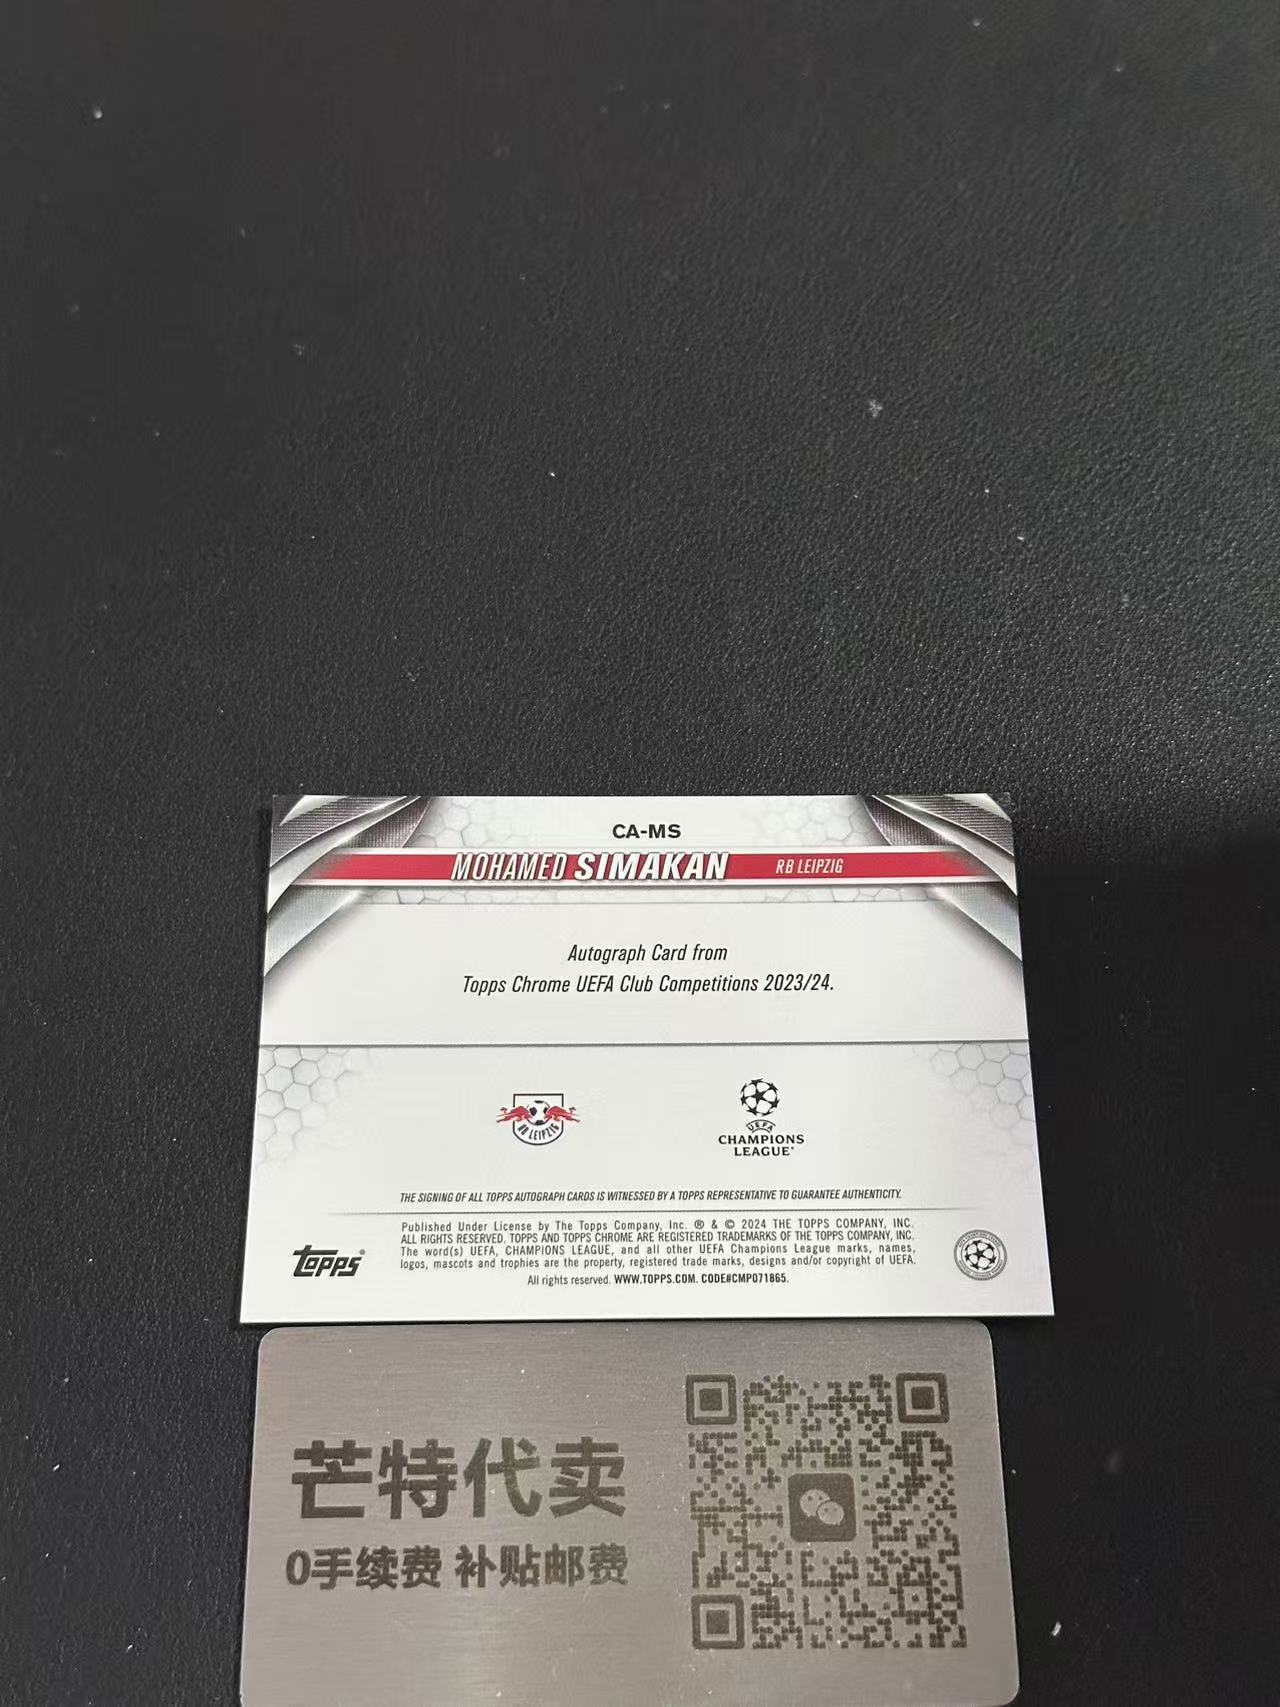 CA-MS
MOHAMED SIMAKAN RB LEIPZIG
Autograph Card from
Topps Chrome UEFA Club Competitions 2023/24.
RB LEIPZIG
UEFA
CHAMPIONS
LEAGUE®
THE SIGNING OF ALL TOPPS AUTOGRAPH CARDS IS WITNESSED BY A TOPPS REPRESENTATIVE TO GUARANTEE AUTHENTICITY.
Published Under License by The Topps Company, Inc. ® & © 2024 THE TOPPS COMPANY, INC.
ALL RIGHTS RESERVED. TOPPS AND TOPPS CHROME ARE REGISTERED TRADEMARKS OF THE TOPPS COMPANY, INC.
The word(s) UEFA, CHAMPIONS LEAGUE, and all other UEFA Champions League marks, names,
logos, mascots and trophies are the property, registered trade marks, designs and/or copyright of UEFA.
All rights reserved. WWW.TOPPS.COM. CODE#CMP071865.
topps®
芒特代卖
0手续费 补贴邮费